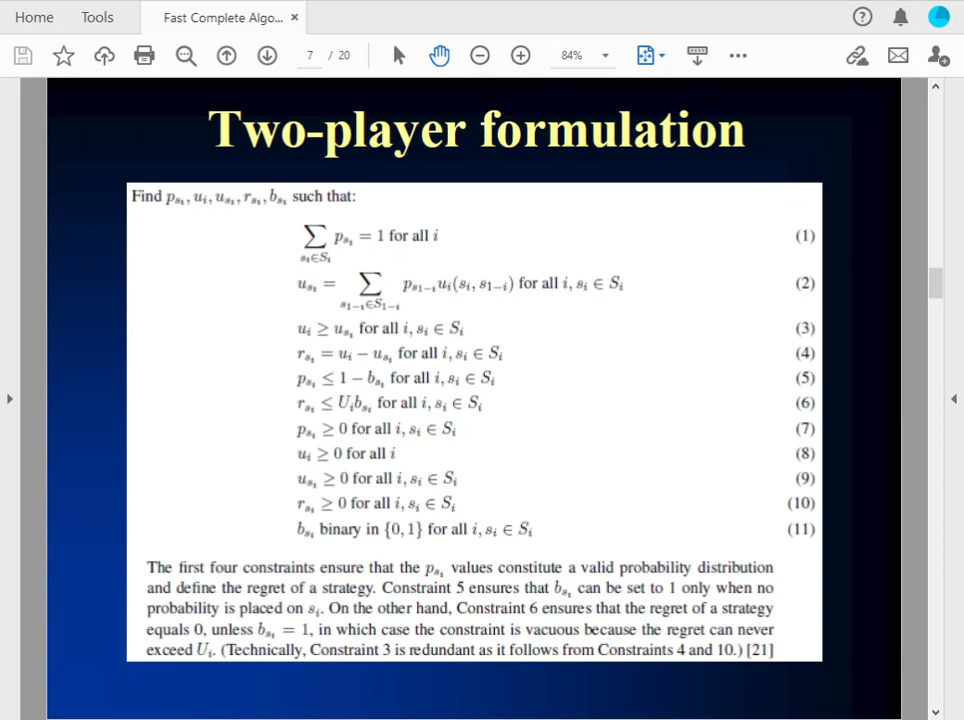 Home Tools Fast Complete Algo... ×
7 / 20 84%
Two-player formulation
Find p_{s_i}, u_i, u_{s_i}, r_{s_i}, b_{s_i} such that:
∑_{s_i∈S_i} p_{s_i} = 1 for all i (1)
u_{s_i} = ∑_{s_{1−i}∈S_{1−i}} p_{s_{1−i}} u_i(s_i, s_{1−i}) for all i, s_i ∈ S_i (2)
u_i ≥ u_{s_i} for all i, s_i ∈ S_i (3)
r_{s_i} = u_i − u_{s_i} for all i, s_i ∈ S_i (4)
p_{s_i} ≤ 1 − b_{s_i} for all i, s_i ∈ S_i (5)
r_{s_i} ≤ U_i b_{s_i} for all i, s_i ∈ S_i (6)
p_{s_i} ≥ 0 for all i, s_i ∈ S_i (7)
u_i ≥ 0 for all i (8)
u_{s_i} ≥ 0 for all i, s_i ∈ S_i (9)
r_{s_i} ≥ 0 for all i, s_i ∈ S_i (10)
b_{s_i} binary in {0, 1} for all i, s_i ∈ S_i (11)
The first four constraints ensure that the p_{s_i} values constitute a valid probability distribution
and define the regret of a strategy. Constraint 5 ensures that b_{s_i} can be set to 1 only when no
probability is placed on s_i. On the other hand, Constraint 6 ensures that the regret of a strategy
equals 0, unless b_{s_i} = 1, in which case the constraint is vacuous because the regret can never
exceed U_i. (Technically, Constraint 3 is redundant as it follows from Constraints 4 and 10.) [21]